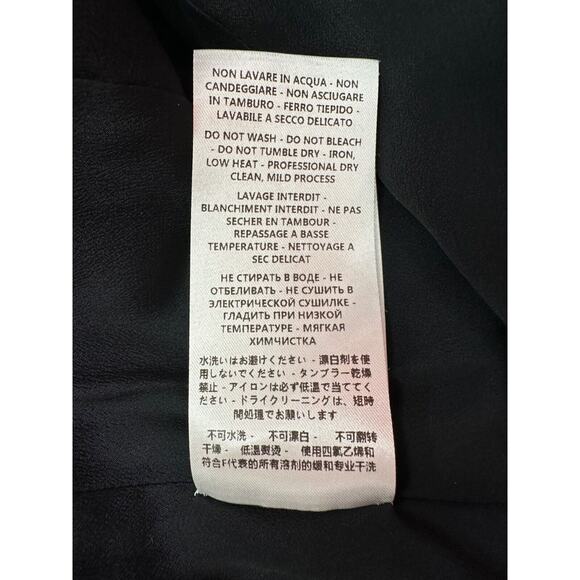 NON LAVARE IN ACQUA - NON
CANDEGGIARE - NON ASCIUGARE
IN TAMBURO - FERRO TIEPIDO -
LAVABILE A SECCO DELICATO
DO NOT WASH - DO NOT BLEACH
- DO NOT TUMBLE DRY - IRON,
LOW HEAT - PROFESSIONAL DRY
CLEAN, MILD PROCESS
LAVAGE INTERDIT -
BLANCHIMENT INTERDIT - NE PAS
SECHER EN TAMBOUR -
REPASSAGE A BASSE
TEMPERATURE - NETTOYAGE A
SEC DELICAT
НЕ СТИРАТЬ В ВОДЕ - НЕ
ОТБЕЛИВАТЬ - НЕ СУШИТЬ В
ЭЛЕКТРИЧЕСКОЙ СУШИЛКЕ -
ГЛАДИТЬ ПРИ НИЗКОЙ
ТЕМПЕРАТУРЕ - МЯГКАЯ
ХИМЧИСТКА
水洗いはお避けください - 漂白剤を使
用しないでください - タンブラー乾燥
禁止 - アイロンは必ず低温で当ててく
ださい - ドライクリーニングは、短時
間処理でお願いします
不可水洗 - 不可漂白 - 不可翻转
干燥 - 低温熨烫 - 使用四氯乙烯和
符合F代表的所有溶剂的缓和专业干洗